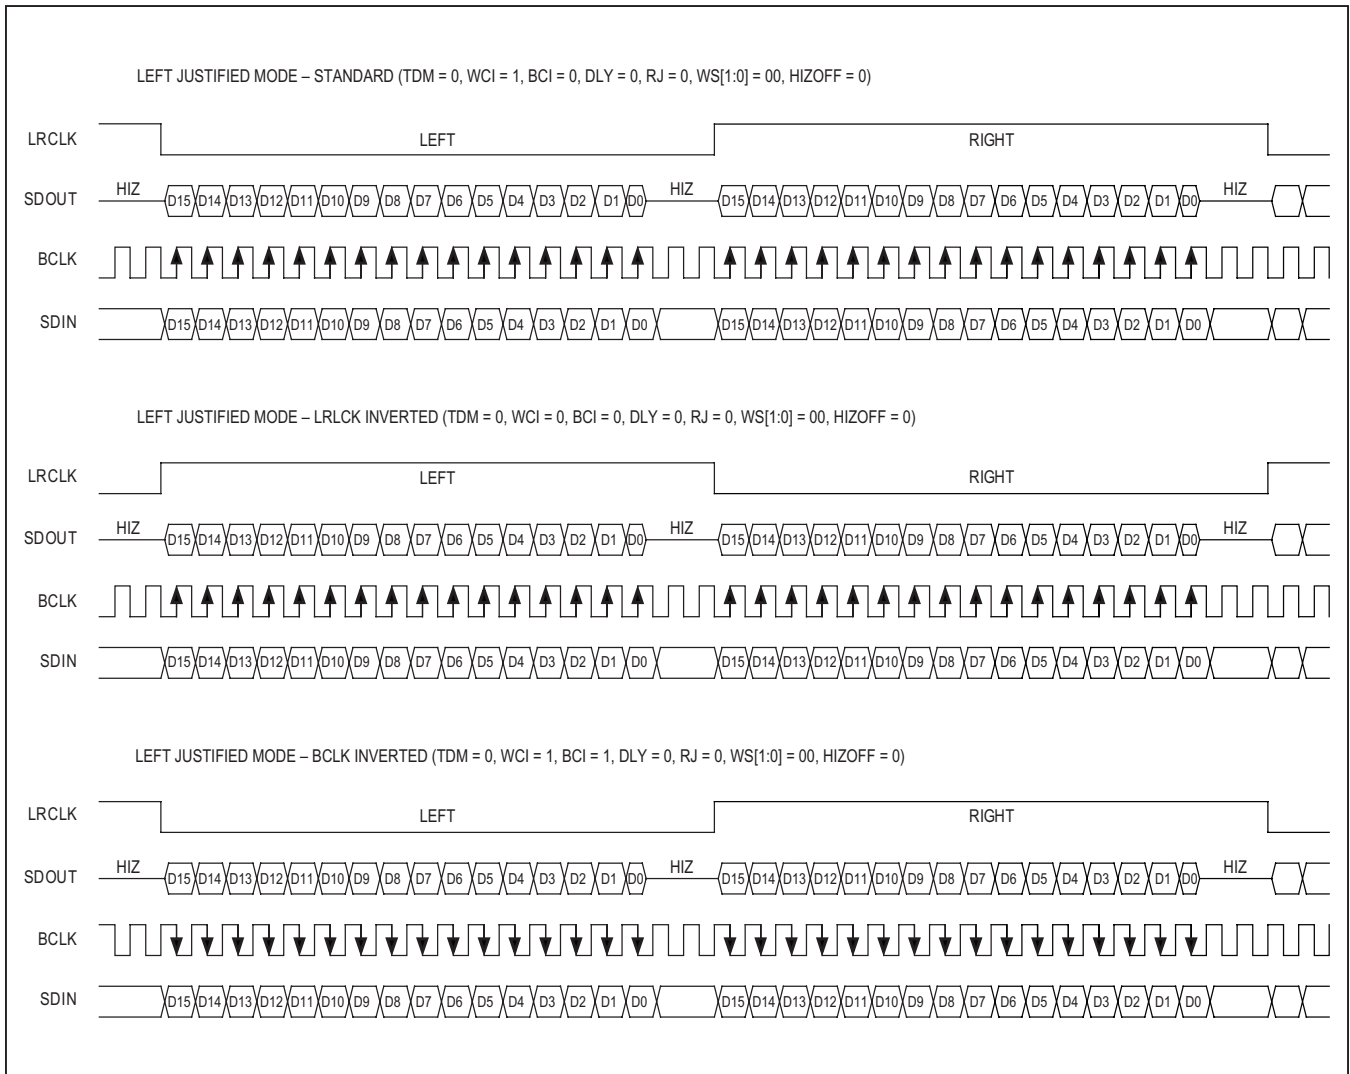 LEFT JUSTIFIED MODE – STANDARD (TDM = 0, WCI = 1, BCI = 0, DLY = 0, RJ = 0, WS[1:0] = 00, HIZOFF = 0)
LRCLK LEFT RIGHT
SDOUT HIZ D15 D14 D13 D12 D11 D10 D9 D8 D7 D6 D5 D4 D3 D2 D1 D0 HIZ D15 D14 D13 D12 D11 D10 D9 D8 D7 D6 D5 D4 D3 D2 D1 D0 HIZ
BCLK
SDIN D15 D14 D13 D12 D11 D10 D9 D8 D7 D6 D5 D4 D3 D2 D1 D0 D15 D14 D13 D12 D11 D10 D9 D8 D7 D6 D5 D4 D3 D2 D1 D0
LEFT JUSTIFIED MODE – LRLCK INVERTED (TDM = 0, WCI = 0, BCI = 0, DLY = 0, RJ = 0, WS[1:0] = 00, HIZOFF = 0)
LRCLK LEFT RIGHT
SDOUT HIZ D15 D14 D13 D12 D11 D10 D9 D8 D7 D6 D5 D4 D3 D2 D1 D0 HIZ D15 D14 D13 D12 D11 D10 D9 D8 D7 D6 D5 D4 D3 D2 D1 D0 HIZ
BCLK
SDIN D15 D14 D13 D12 D11 D10 D9 D8 D7 D6 D5 D4 D3 D2 D1 D0 D15 D14 D13 D12 D11 D10 D9 D8 D7 D6 D5 D4 D3 D2 D1 D0
LEFT JUSTIFIED MODE – BCLK INVERTED (TDM = 0, WCI = 1, BCI = 1, DLY = 0, RJ = 0, WS[1:0] = 00, HIZOFF = 0)
LRCLK LEFT RIGHT
SDOUT HIZ D15 D14 D13 D12 D11 D10 D9 D8 D7 D6 D5 D4 D3 D2 D1 D0 HIZ D15 D14 D13 D12 D11 D10 D9 D8 D7 D6 D5 D4 D3 D2 D1 D0 HIZ
BCLK
SDIN D15 D14 D13 D12 D11 D10 D9 D8 D7 D6 D5 D4 D3 D2 D1 D0 D15 D14 D13 D12 D11 D10 D9 D8 D7 D6 D5 D4 D3 D2 D1 D0